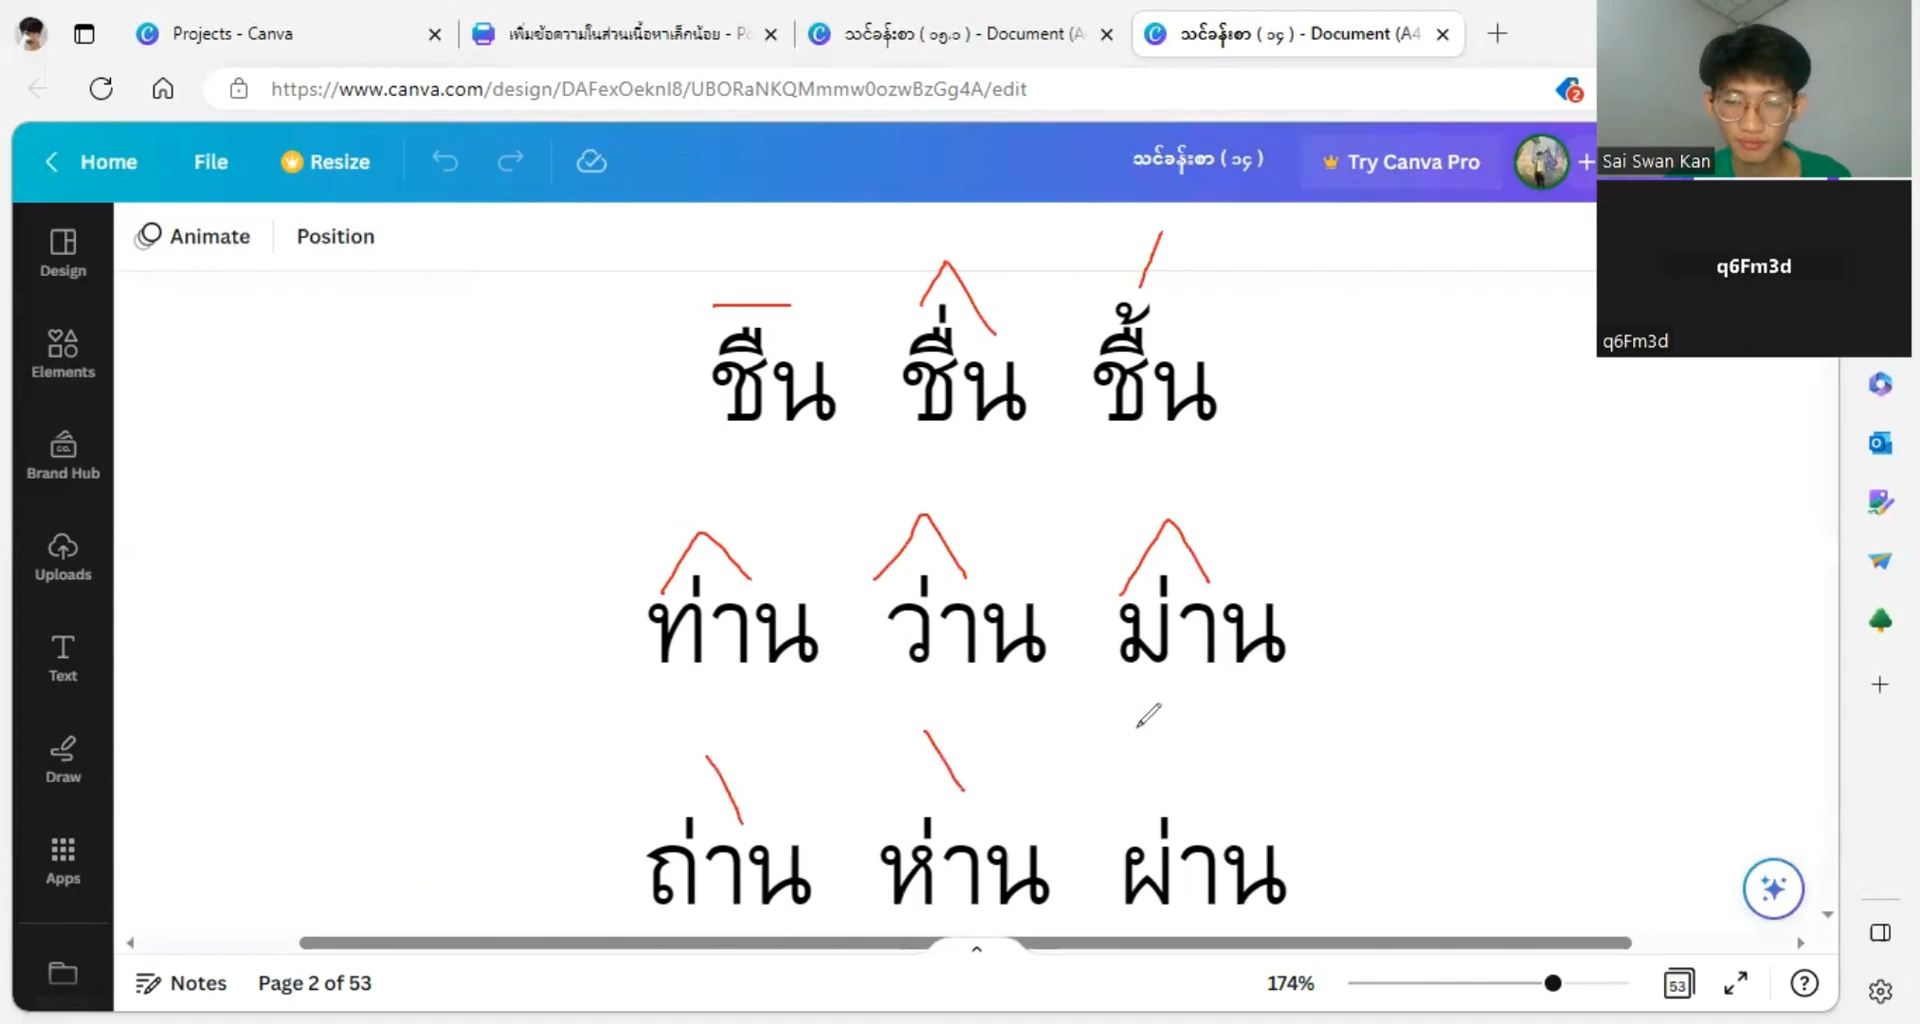 Projects - Canva
เพิ่มข้อความในส่วนเนื้อหาเล็กน้อย - Po
သင်ခန်းစာ ( ၁၅.၁ ) - Document (A
သင်ခန်းစာ ( ၁၄ ) - Document (A4
https://www.canva.com/design/DAFexOeknI8/UBORaNKQMmmw0ozwBzGg4A/edit
2
Home File Resize
သင်ခန်းစာ ( ၁၄ )
Try Canva Pro
Sai Swan Kan
q6Fm3d
q6Fm3d
Animate Position
Design
Elements
Brand Hub
Uploads
Text
Draw
Apps
ชืน ชื่น ชื้น
ท่าน ว่าน ม่าน
ถ่าน ห่าน ผ่าน
Notes Page 2 of 53
174%
53